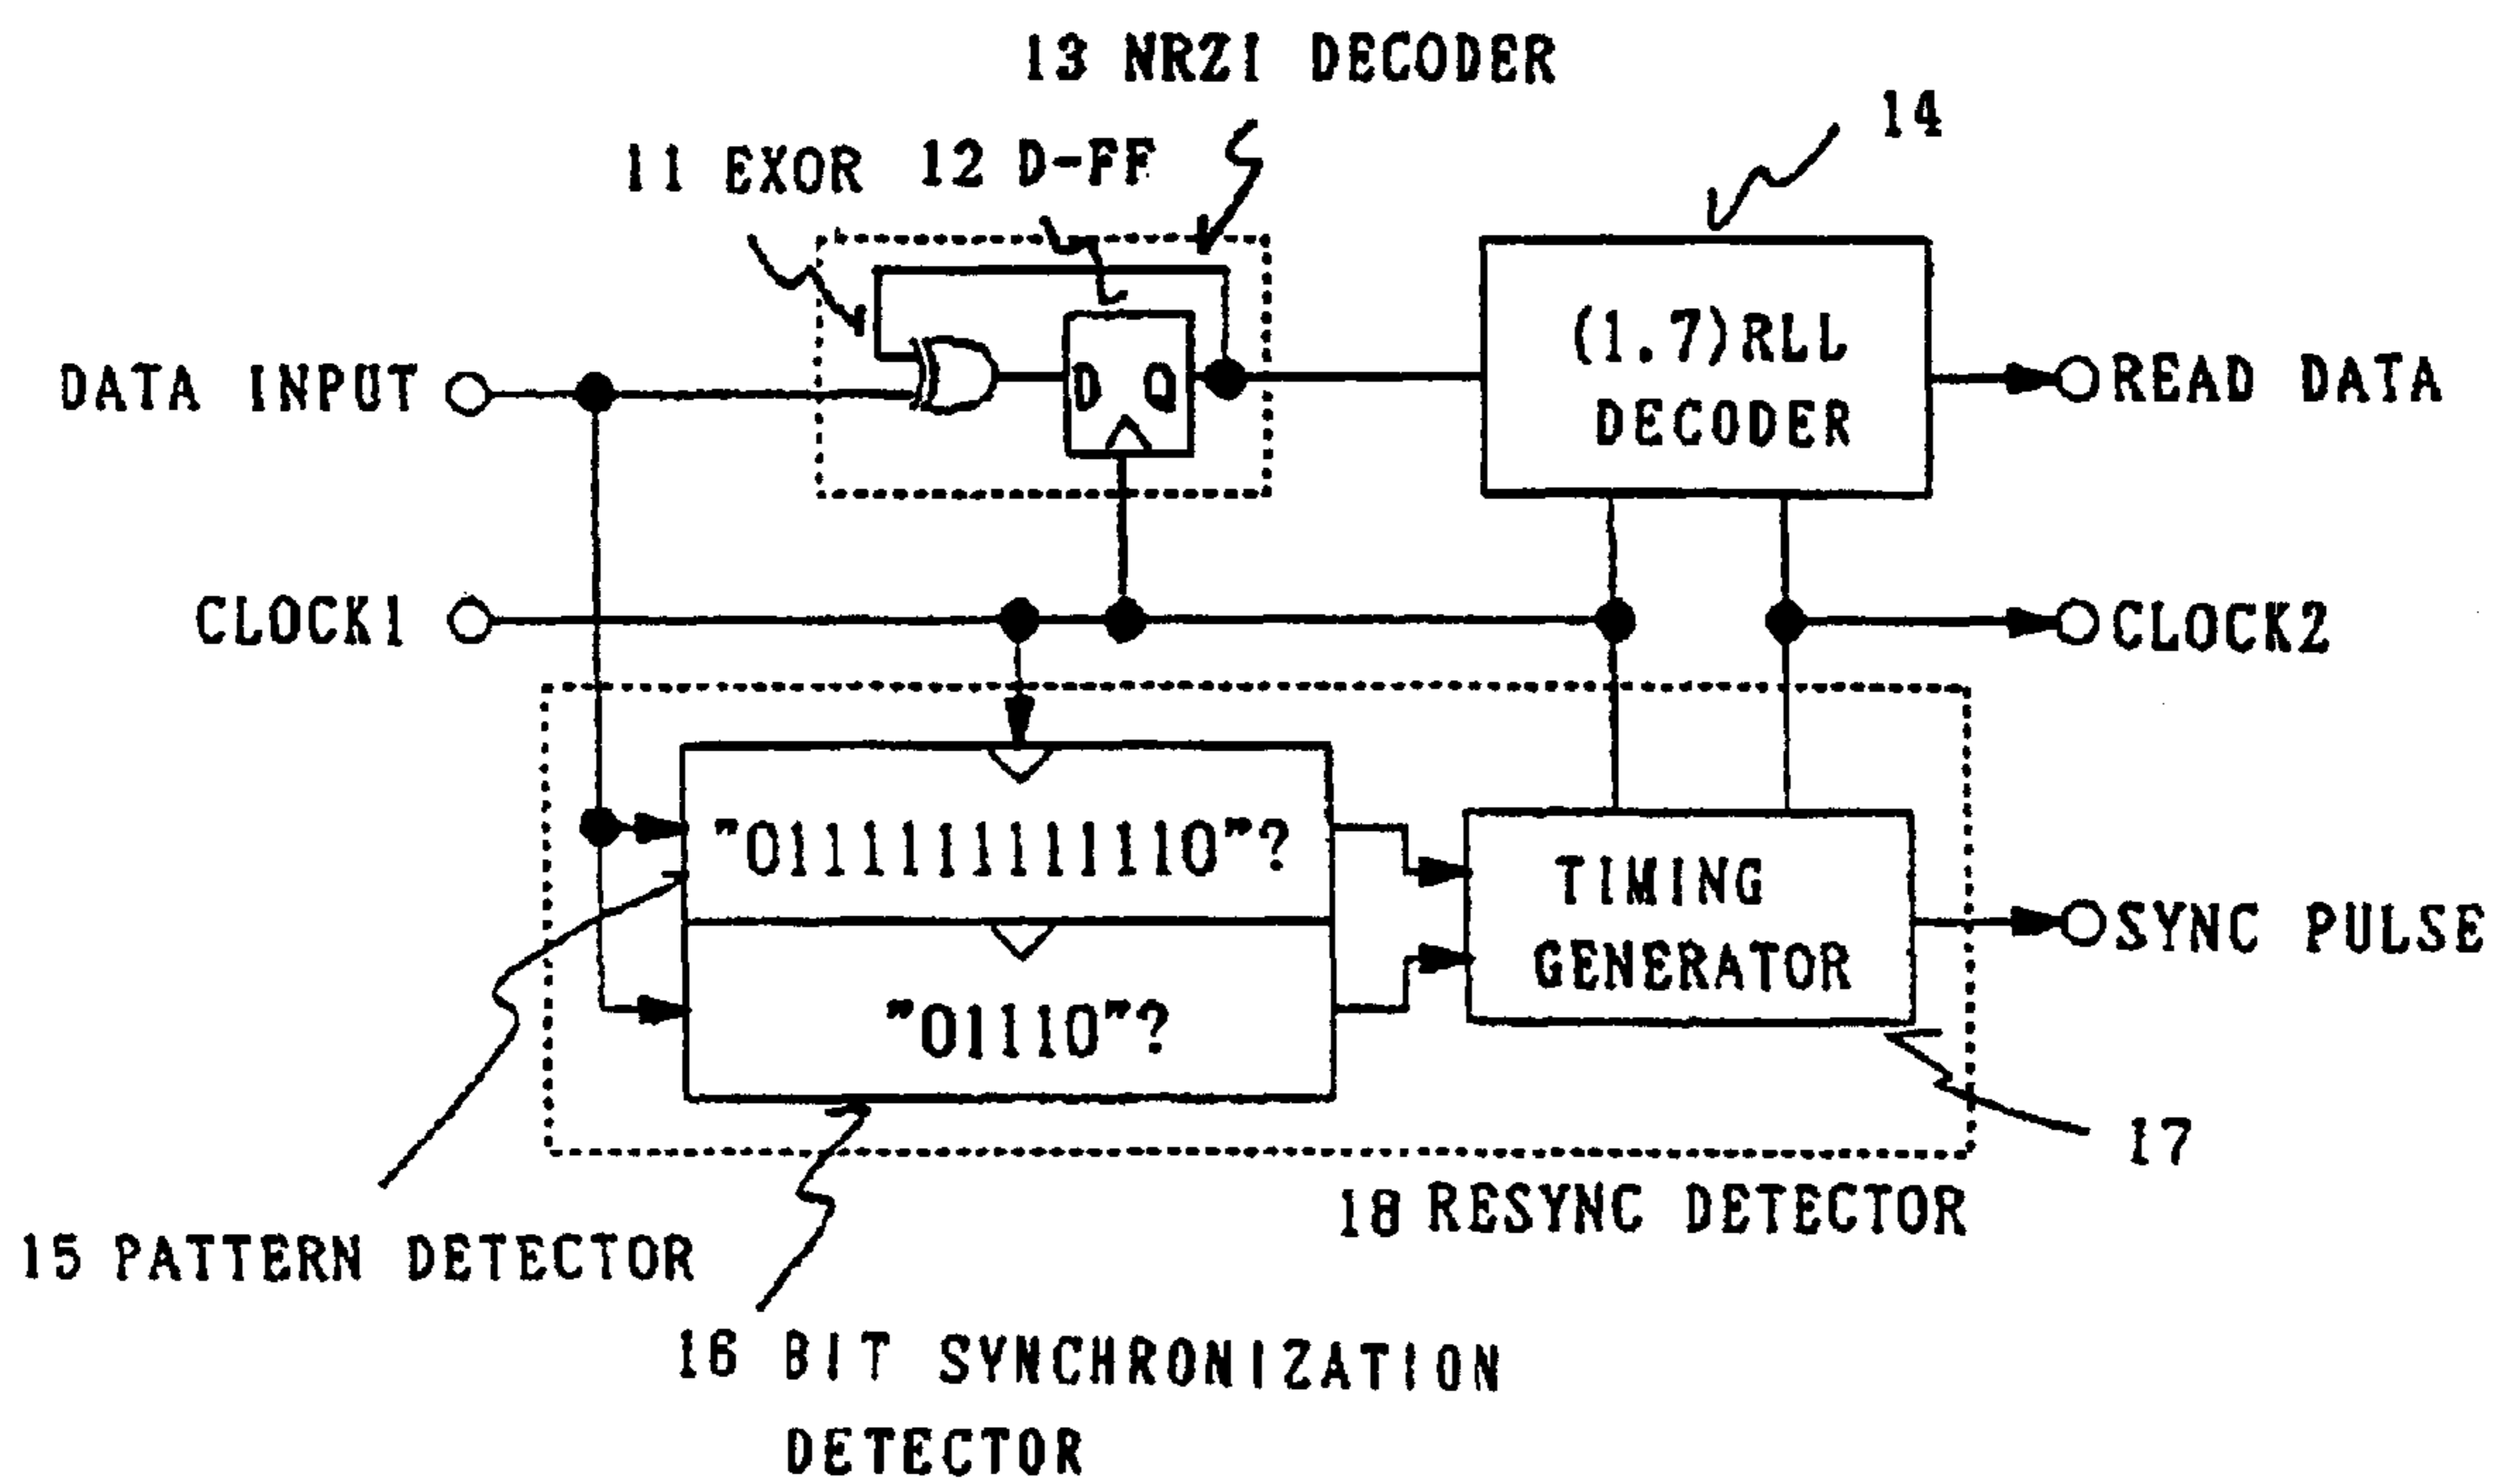 13 NRZI DECODER
14
11 EXOR 12 D-FF
(1.7)RLL
DECODER
DATA INPUT
D Q
READ DATA
CLOCK1
CLOCK2
"0111111111110"?
TIMING
GENERATOR
SYNC PULSE
"01110"?
17
18 RESYNC DETECTOR
15 PATTERN DETECTOR
16 BIT SYNCHRONIZATION
DETECTOR